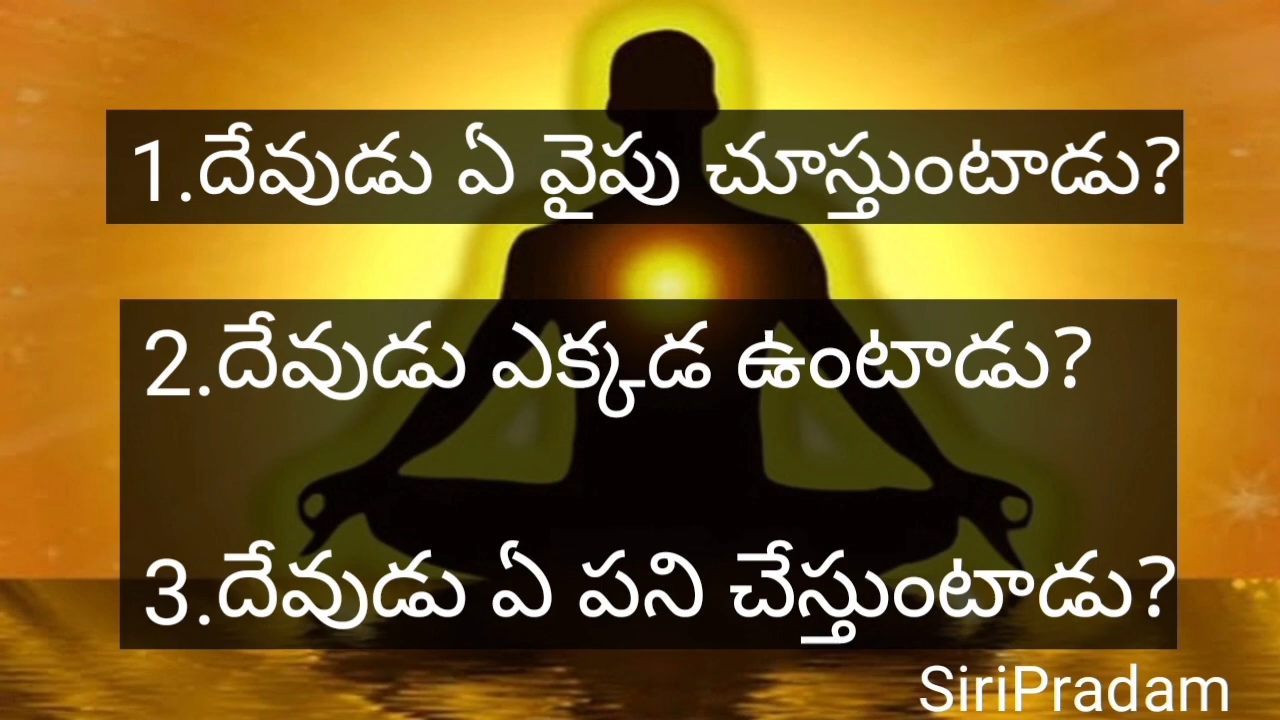 1.దేవుడు ఏ వైపు చూస్తుంటాడు?
2.దేవుడు ఎక్కడ ఉంటాడు?
3.దేవుడు ఏ పని చేస్తుంటాడు?
SiriPradam